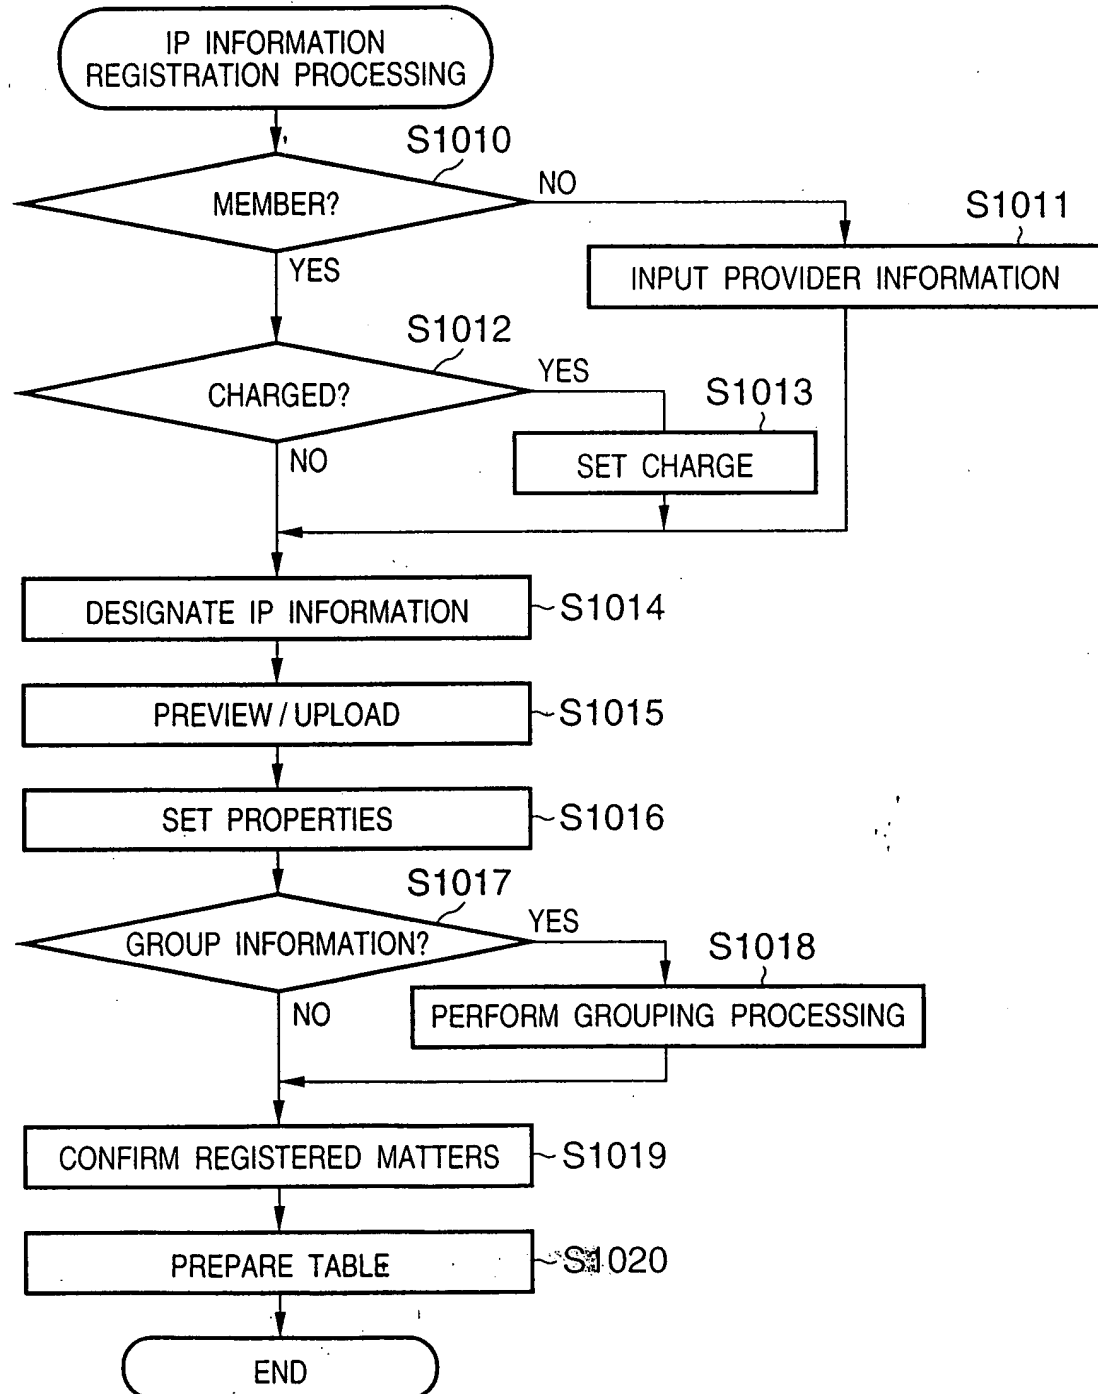 IP INFORMATION
REGISTRATION PROCESSING
S1010
MEMBER?
NO
YES
S1011
INPUT PROVIDER INFORMATION
S1012
CHARGED?
YES
NO
S1013
SET CHARGE
DESIGNATE IP INFORMATION
S1014
PREVIEW / UPLOAD
S1015
SET PROPERTIES
S1016
S1017
GROUP INFORMATION?
YES
NO
S1018
PERFORM GROUPING PROCESSING
CONFIRM REGISTERED MATTERS
S1019
PREPARE TABLE
S1020
END